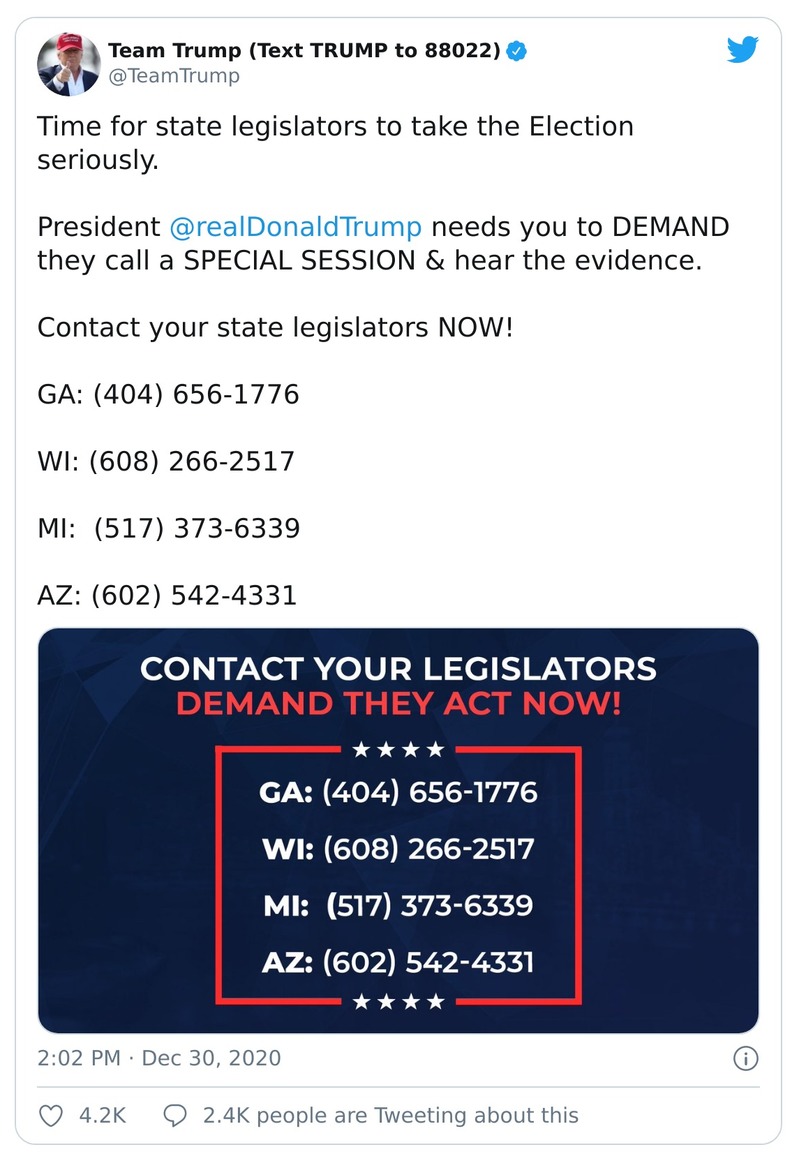 Team Trump (Text TRUMP to 88022)
@TeamTrump
Time for state legislators to take the Election
seriously.
President @realDonaldTrump needs you to DEMAND
they call a SPECIAL SESSION & hear the evidence.
Contact your state legislators NOW!
GA: (404) 656-1776
WI: (608) 266-2517
MI:  (517) 373-6339
AZ: (602) 542-4331
CONTACT YOUR LEGISLATORS
DEMAND THEY ACT NOW!
GA: (404) 656-1776
WI: (608) 266-2517
MI:  (517) 373-6339
AZ: (602) 542-4331
2:02 PM · Dec 30, 2020
4.2K 2.4K people are Tweeting about this